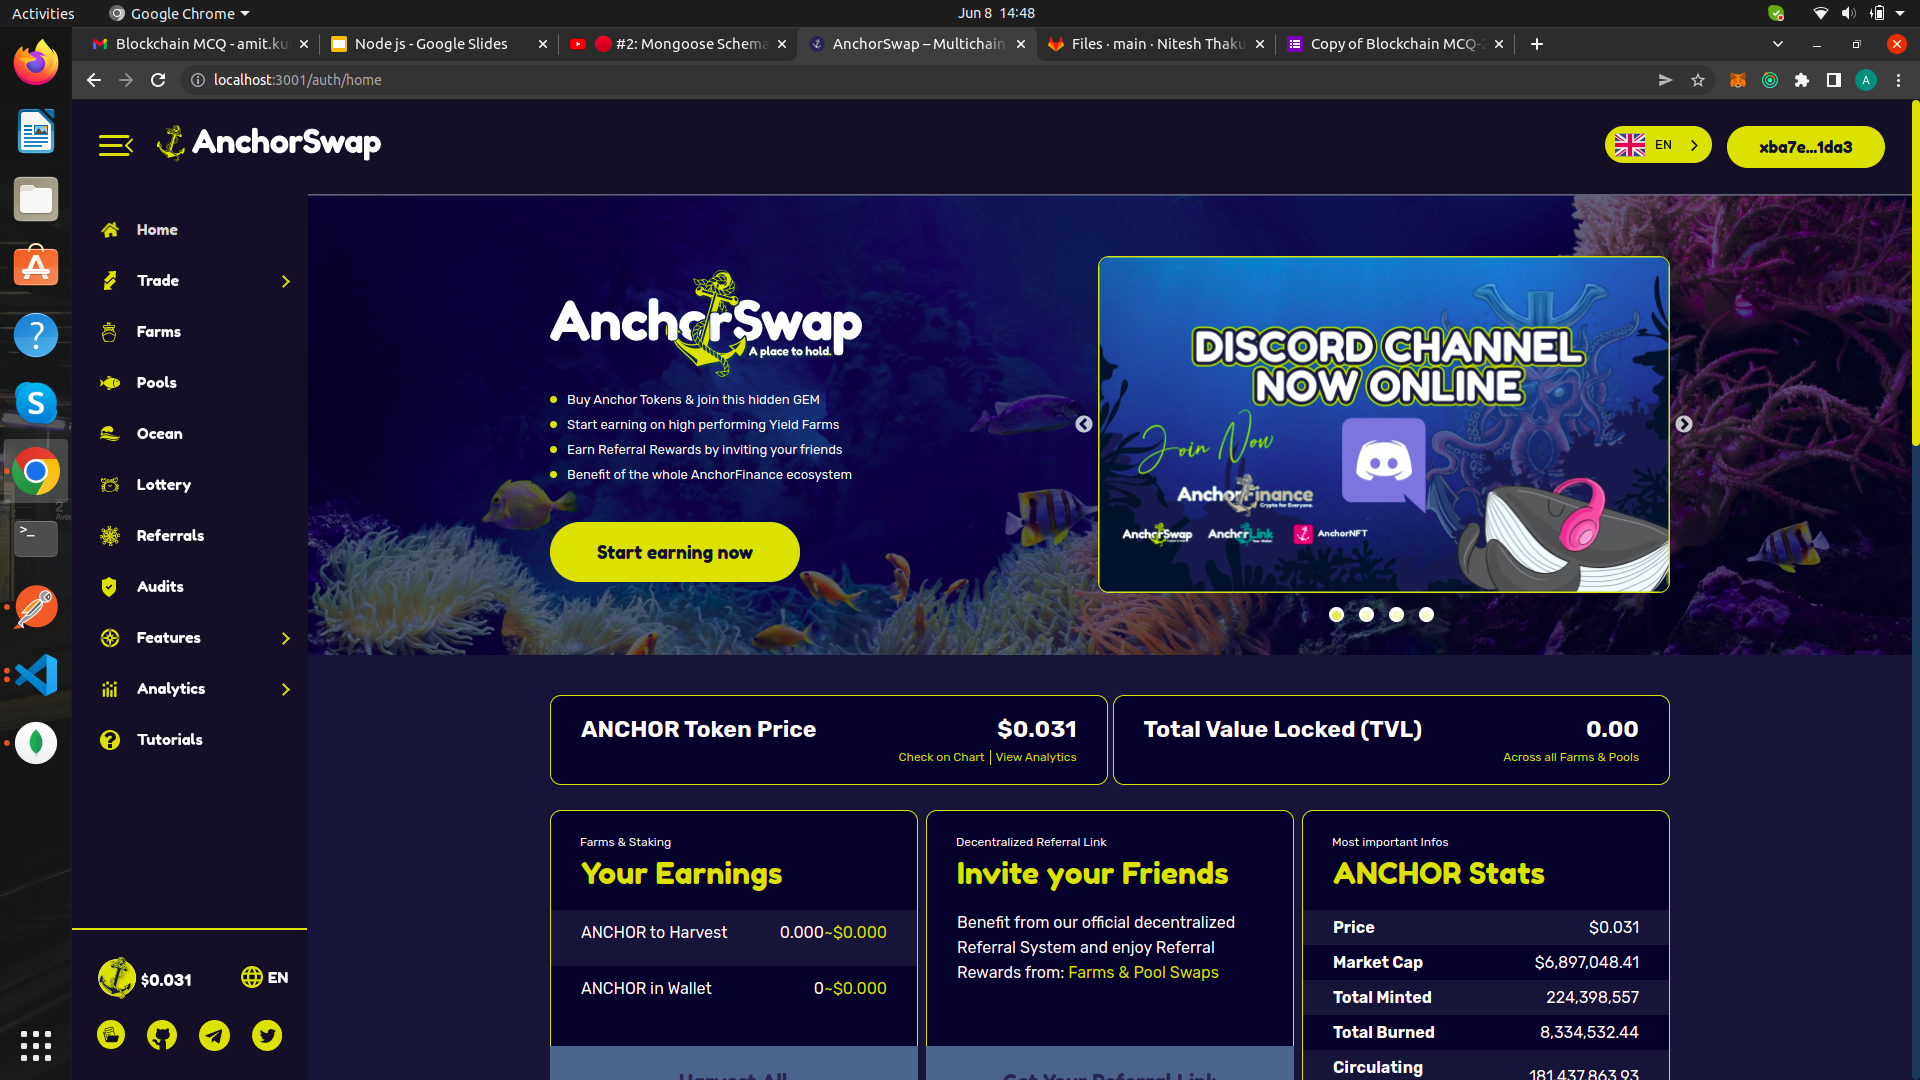 Activities
Google Chrome
Jun 8 14:48
Blockchain MCQ - amit.ku
Node js - Google Slides
#2: Mongoose Schema
AnchorSwap – Multichain
Files · main · Nitesh Thaku
Copy of Blockchain MCQ-
localhost:3001/auth/home
A
AnchorSwap
EN
xba7e...1da3
Home
Trade
Farms
Pools
Ocean
Lottery
Referrals
Audits
Features
Analytics
Tutorials
$0.031
EN
AnchorSwap
A place to hold.
Buy Anchor Tokens & join this hidden GEM
Start earning on high performing Yield Farms
Earn Referral Rewards by inviting your friends
Benefit of the whole AnchorFinance ecosystem
Start earning now
DISCORD CHANNEL
NOW ONLINE
Join Now
AnchorFinance
Crypto for Everyone.
AnchorSwap
AnchorLink
AnchorNFT
ANCHOR Token Price
$0.031
Check on Chart | View Analytics
Total Value Locked (TVL)
0.00
Across all Farms & Pools
Farms & Staking
Your Earnings
ANCHOR to Harvest
0.000~$0.000
ANCHOR in Wallet
0~$0.000
Harvest All
Decentralized Referral Link
Invite your Friends
Benefit from our official decentralized
Referral System and enjoy Referral
Rewards from: Farms & Pool Swaps
Get Your Referral Link
Most important Infos
ANCHOR Stats
Price
$0.031
Market Cap
$6,897,048.41
Total Minted
224,398,557
Total Burned
8,334,532.44
Circulating
181,437,863.93